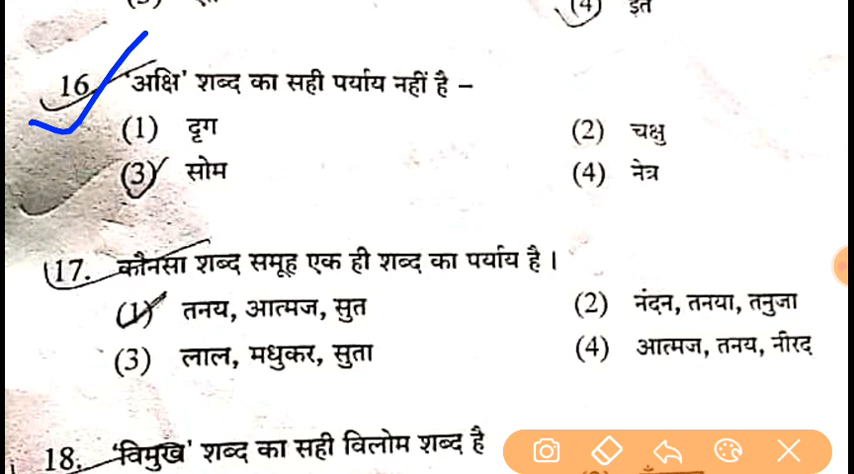 (4) इत
16. 'अक्षि' शब्द का सही पर्याय नहीं है –
(1) दृग (2) चक्षु
(3) सोम (4) नेत्र
17. कौनसा शब्द समूह एक ही शब्द का पर्याय है ।
(1) तनय, आत्मज, सुत (2) नंदन, तनया, तनुजा
(3) लाल, मधुकर, सुता (4) आत्मज, तनय, नीरद
18. 'विमुख' शब्द का सही विलोम शब्द है